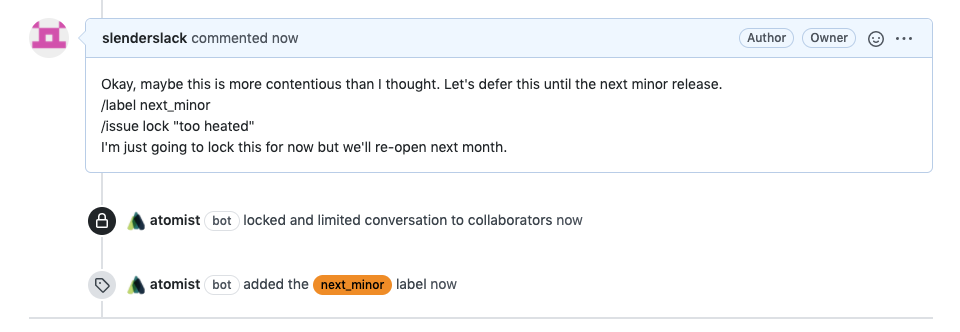 slenderslack commented now Author Owner
Okay, maybe this is more contentious than I thought. Let's defer this until the next minor release.
/label next_minor
/issue lock "too heated"
I'm just going to lock this for now but we'll re-open next month.
atomist bot locked and limited conversation to collaborators now
atomist bot added the next_minor label now